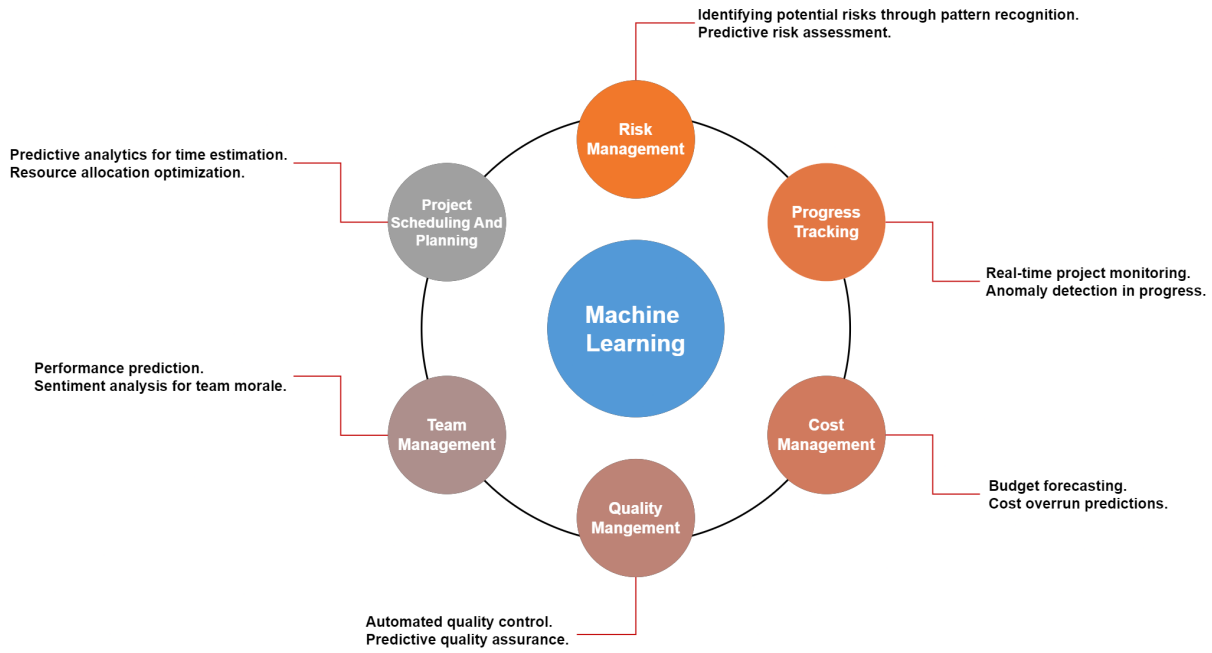 Identifying potential risks through pattern recognition.
Predictive risk assessment.
Risk
Management
Predictive analytics for time estimation.
Resource allocation optimization.
Project
Scheduling And
Planning
Progress
Tracking
Real-time project monitoring.
Anomaly detection in progress.
Machine
Learning
Performance prediction.
Sentiment analysis for team morale.
Team
Management
Cost
Management
Budget forecasting.
Cost overrun predictions.
Quality
Mangement
Automated quality control.
Predictive quality assurance.